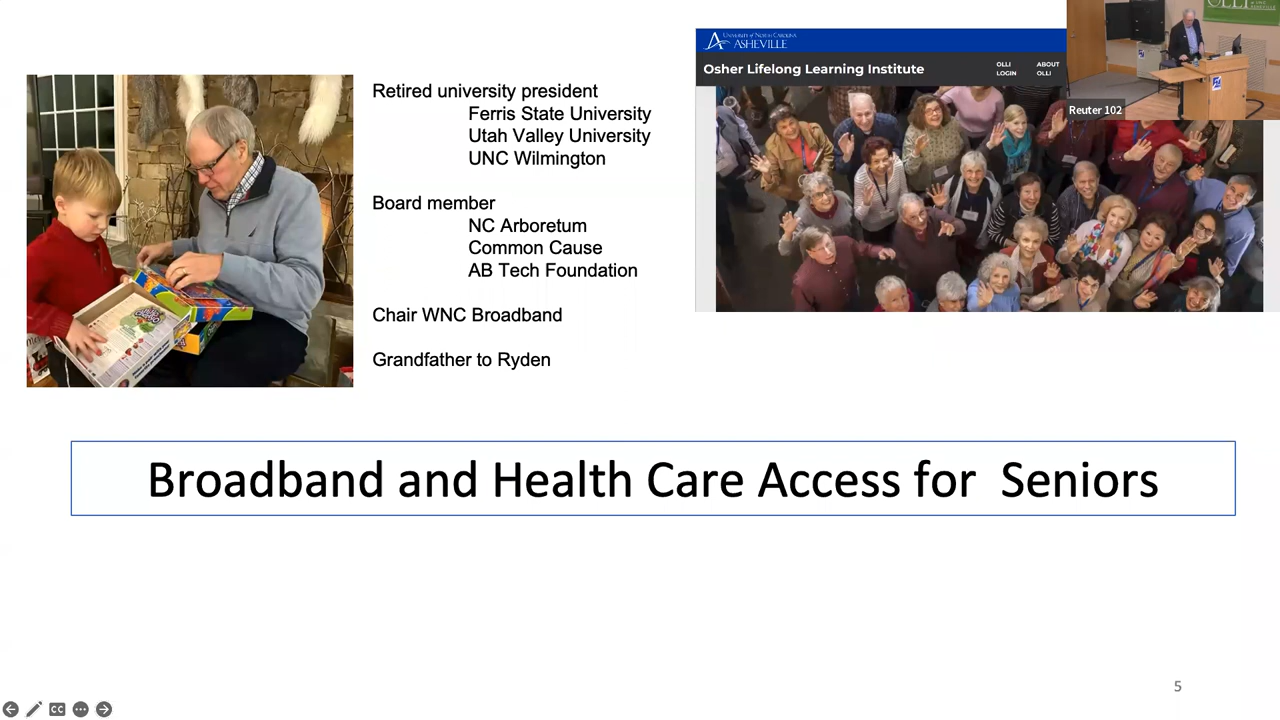 Retired university president
Ferris State University
Utah Valley University
UNC Wilmington
Board member
NC Arboretum
Common Cause
AB Tech Foundation
Chair WNC Broadband
Grandfather to Ryden
UNIVERSITY OF NORTH CAROLINA
ASHEVILLE
Osher Lifelong Learning Institute
OLLI
LOGIN
ABOUT
OLLI
OLLI
Reuter 102
Broadband and Health Care Access for Seniors
5
CC